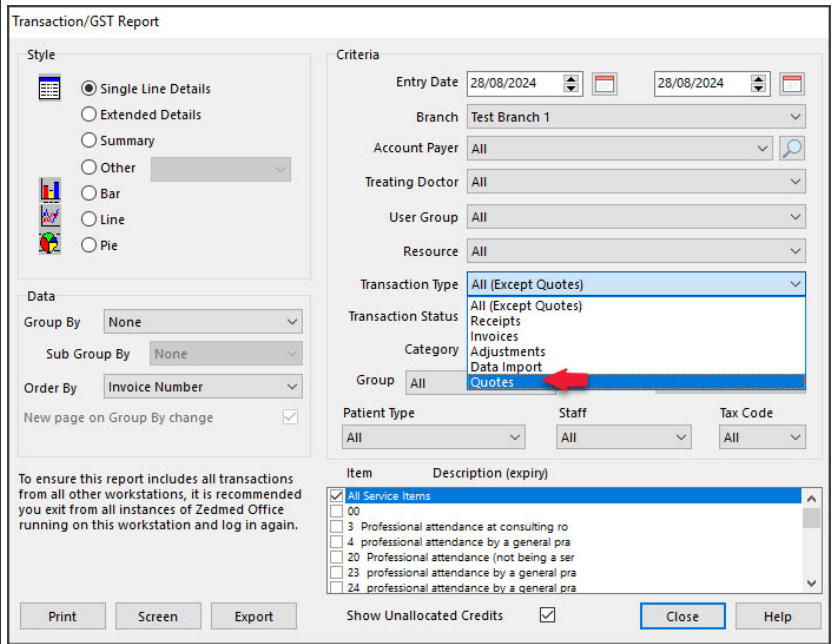 Transaction/GST Report
Style
Single Line Details
Extended Details
Summary
Other
Bar
Line
Pie
Data
Group By None
Sub Group By None
Order By Invoice Number
New page on Group By change
To ensure this report includes all transactions
from all other workstations, it is recommended
you exit from all instances of Zedmed Office
running on this workstation and log in again.
Print Screen Export
Criteria
Entry Date 28/08/2024 28/08/2024
Branch Test Branch 1
Account Payer All
Treating Doctor All
User Group All
Resource All
Transaction Type All (Except Quotes)
All (Except Quotes)
Transaction Status Receipts
Invoices
Category Adjustments
Data Import
Group All Quotes
Patient Type Staff Tax Code
All All All
Item Description (expiry)
All Service Items
00
3 Professional attendance at consulting ro
4 professional attendance by a general pra
20 Professional attendance (not being a ser
23 professional attendance by a general pra
24 professional attendance by a general pra
Show Unallocated Credits Close Help